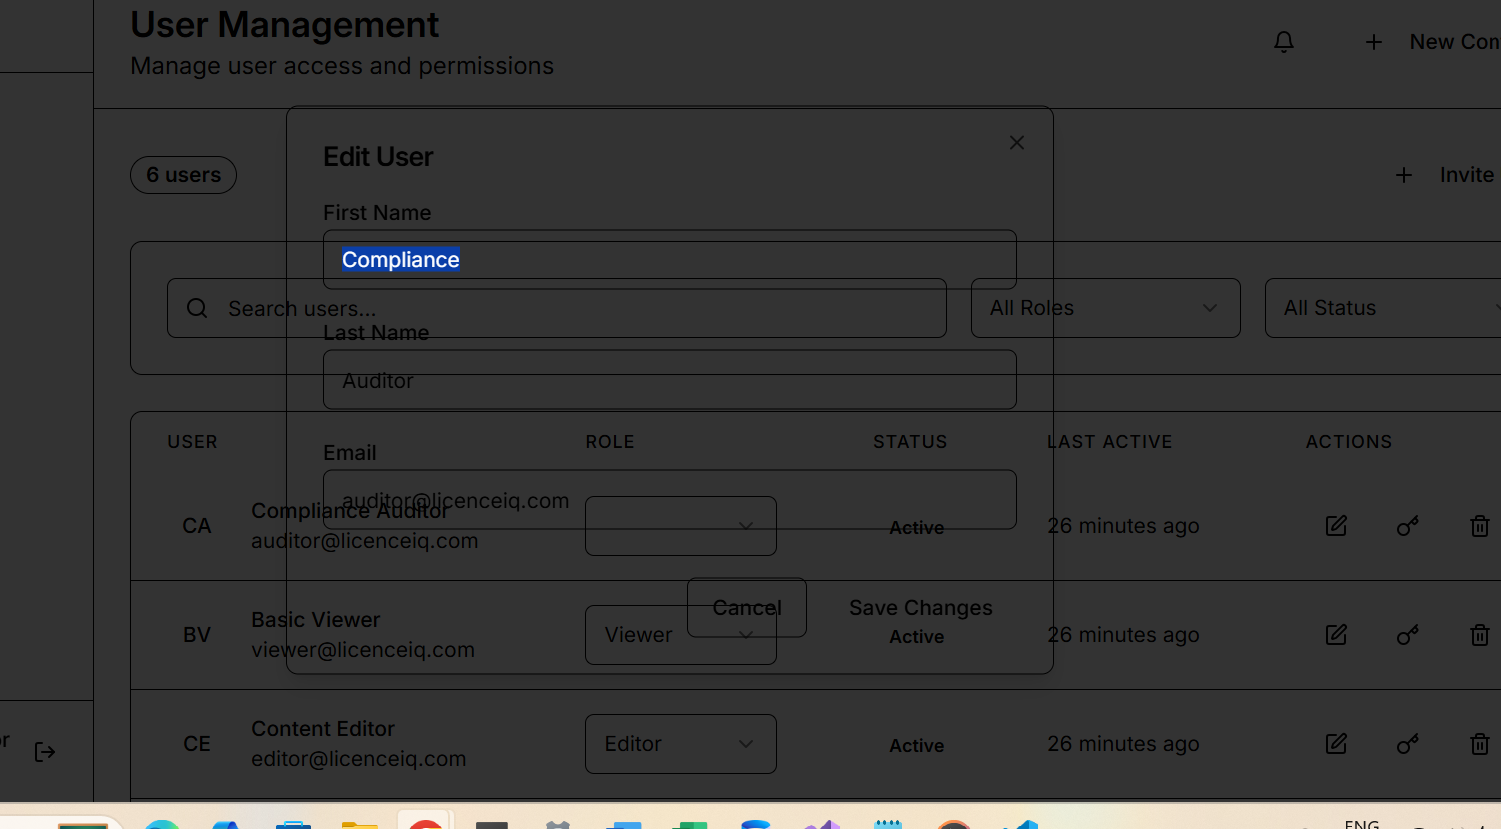 User Management
Manage user access and permissions
New Con
6 users
Invite
Edit User
First Name
Compliance
Search users...
All Roles
All Status
Last Name
Auditor
Email
auditor@licenceiq.com
USER ROLE STATUS LAST ACTIVE ACTIONS
CA Compliance Auditor Active 26 minutes ago
auditor@licenceiq.com
Cancel Save Changes
BV Basic Viewer Viewer Active 26 minutes ago
viewer@licenceiq.com
CE Content Editor Editor Active 26 minutes ago
editor@licenceiq.com
or
ENG